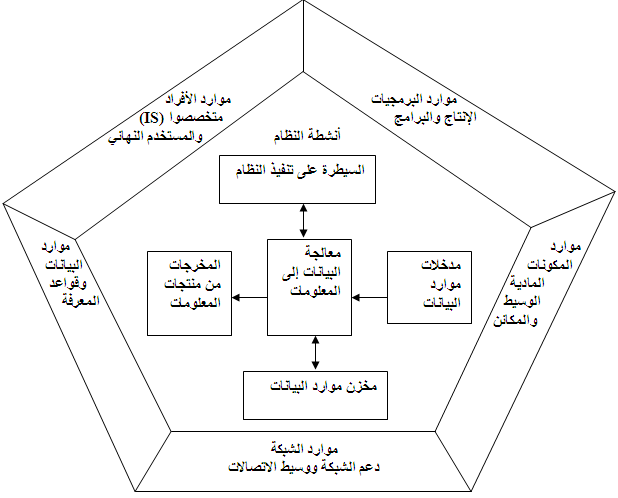 موارد البرمجيات
الإنتاج والبرامج
موارد الأفراد
متخصصوا (IS)
والمستخدم النهائي
أنشطة النظام
السيطرة على تنفيذ النظام
موارد
المكونات
المادية
الوسيط
والمكائن
مدخلات
موارد
البيانات
معالجة
البيانات إلى
المعلومات
المخرجات
من منتجات
المعلومات
موارد
البيانات
وقواعد
المعرفة
مخزن موارد البيانات
موارد الشبكة
دعم الشبكة ووسيط الاتصالات